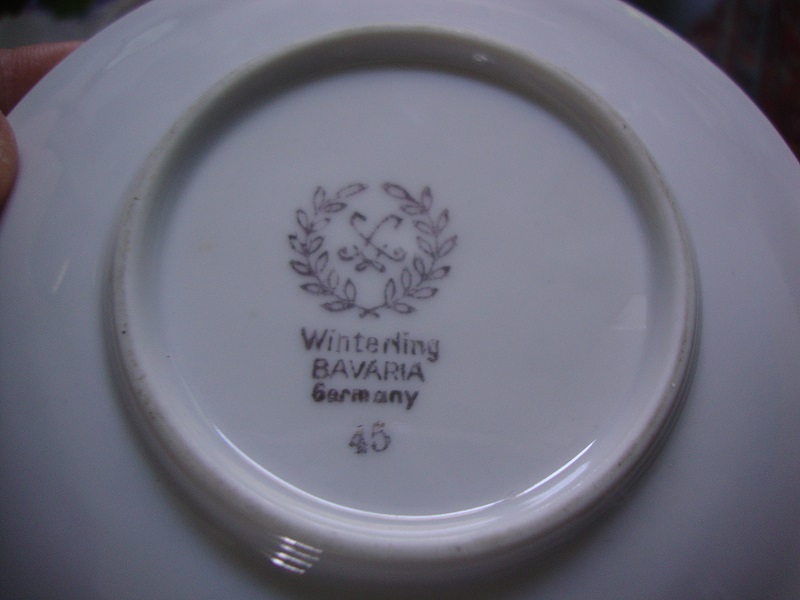 Winterling
BAVARIA
Germany
45